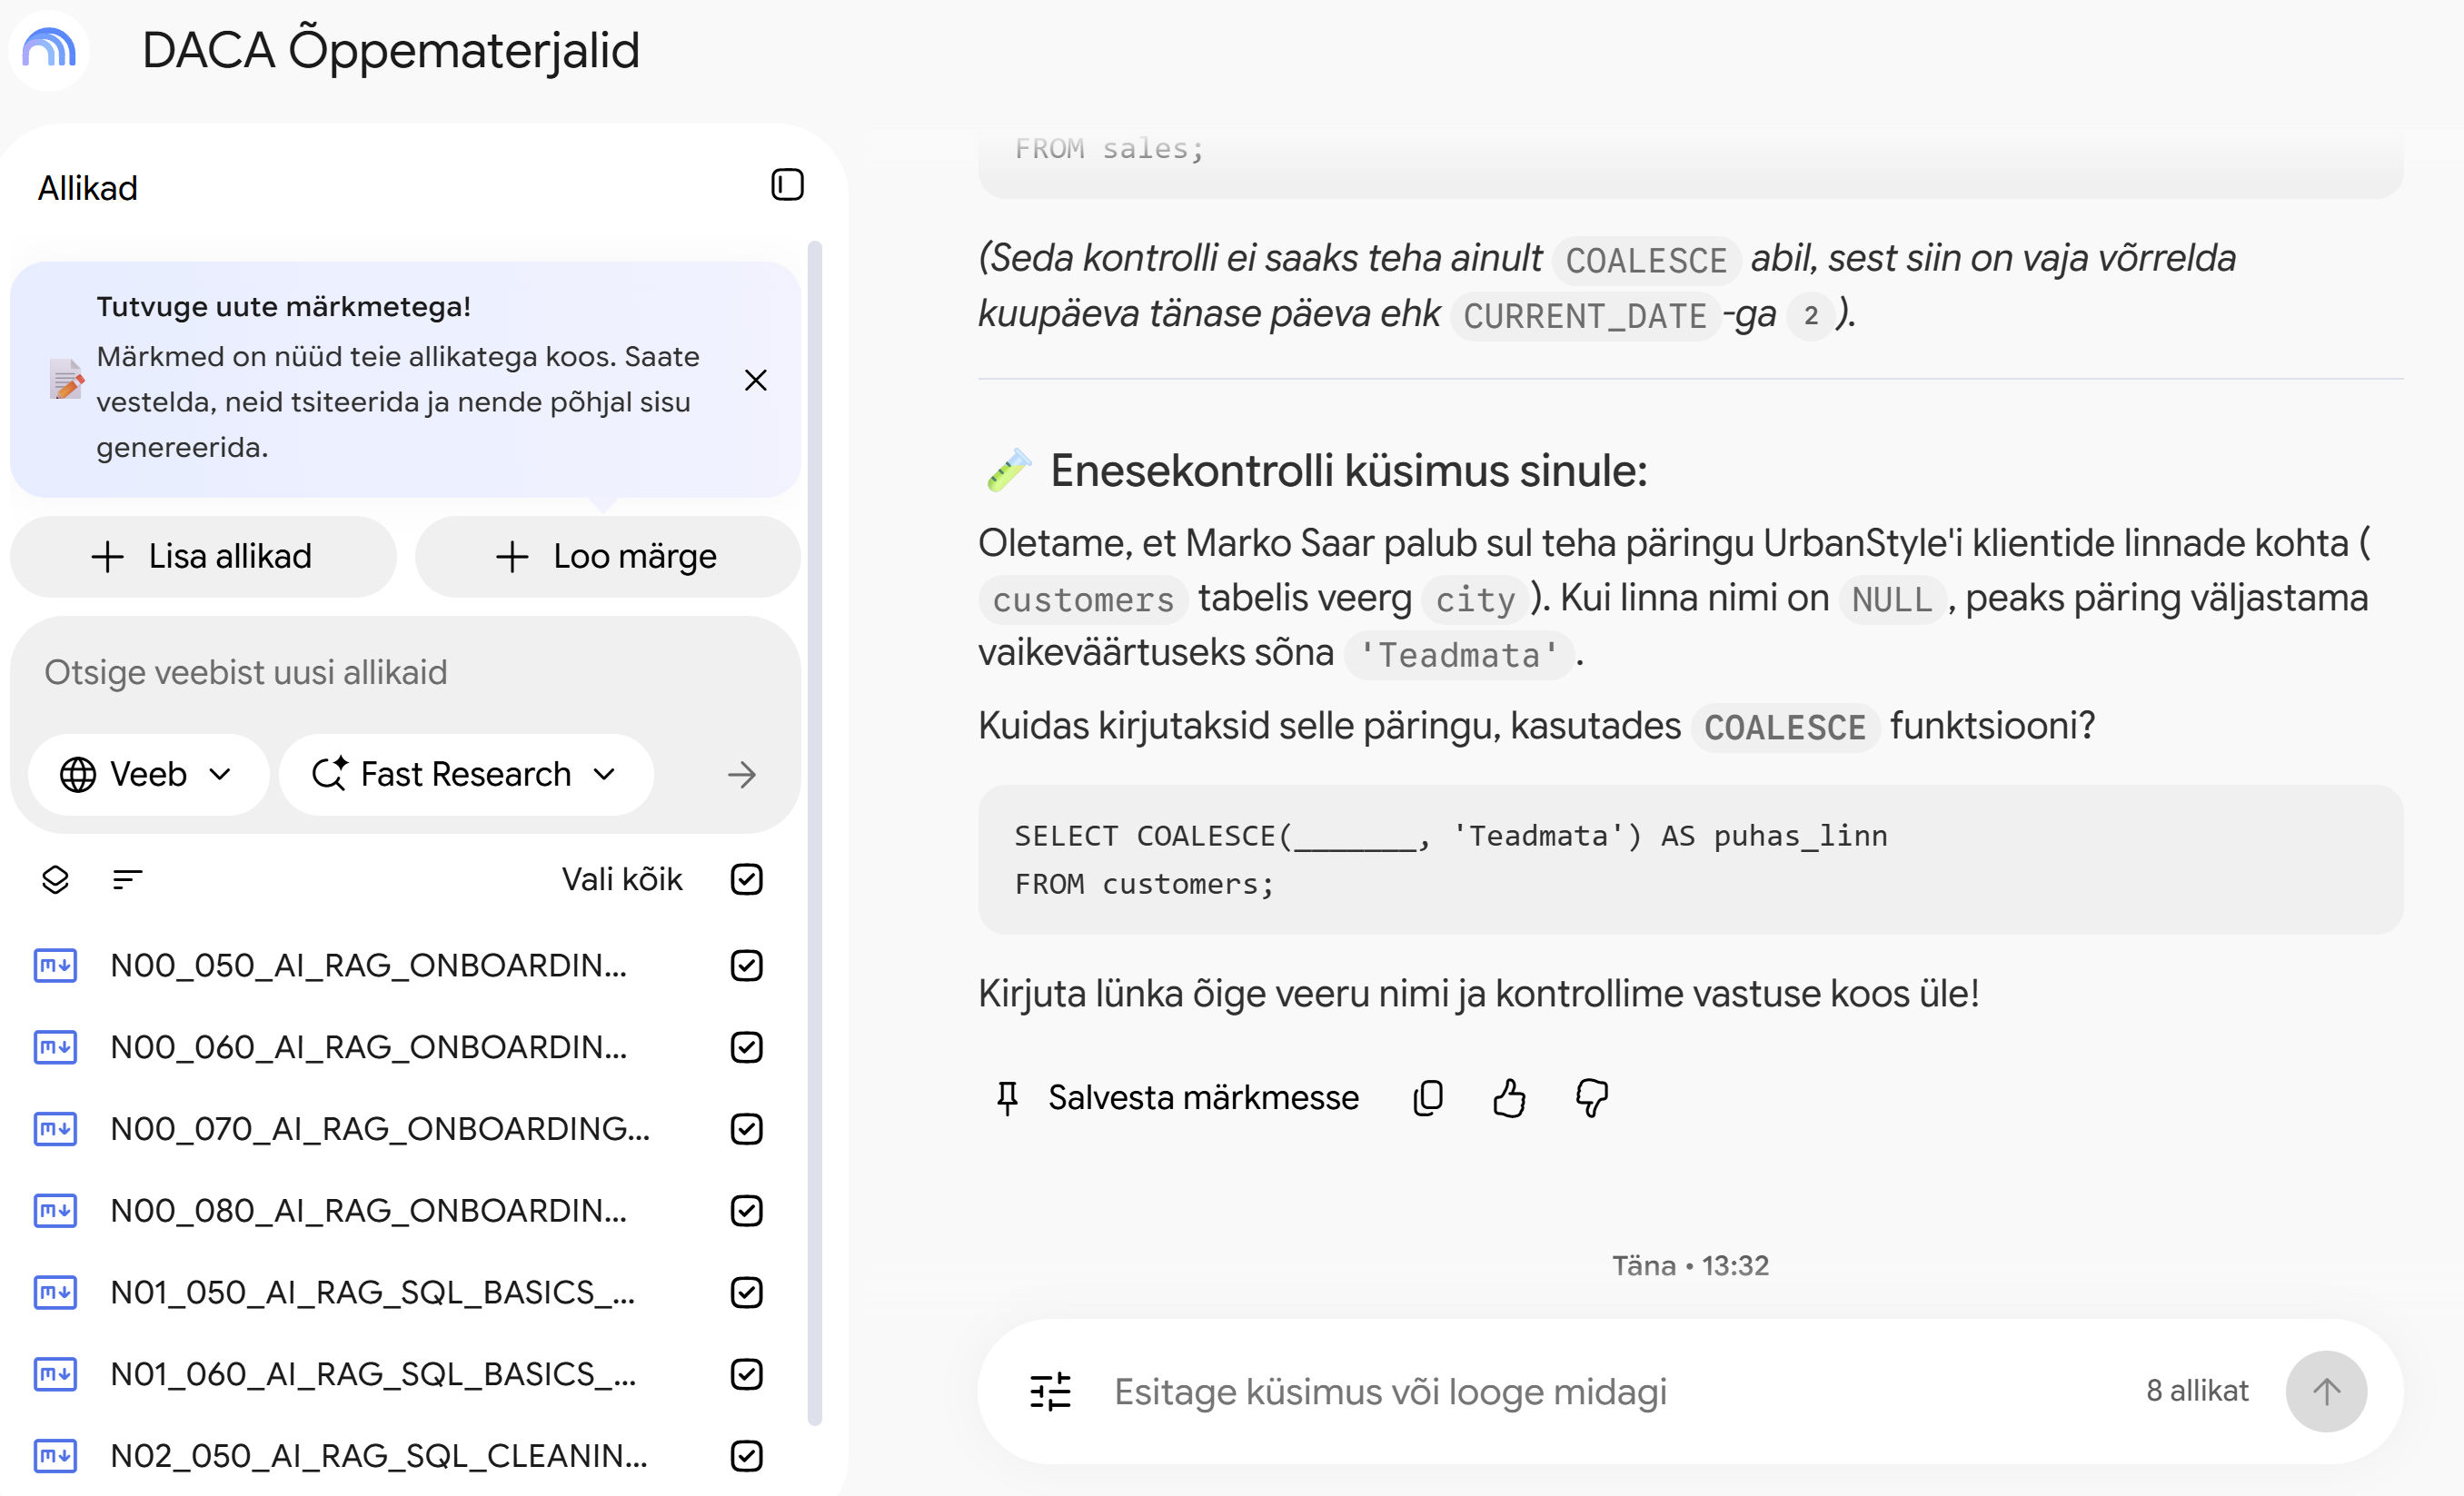 DACA Õppematerjalid
Allikad
Tutvuge uute märkmetega!
Märkmed on nüüd teie allikatega koos. Saate
vestelda, neid tsiteerida ja nende põhjal sisu
genereerida.
Lisa allikad
Loo märge
Otsige veebist uusi allikaid
Veeb
Fast Research
Vali kõik
N00_050_AI_RAG_ONBOARDIN...
N00_060_AI_RAG_ONBOARDIN...
N00_070_AI_RAG_ONBOARDING...
N00_080_AI_RAG_ONBOARDIN...
N01_050_AI_RAG_SQL_BASICS_...
N01_060_AI_RAG_SQL_BASICS_...
N02_050_AI_RAG_SQL_CLEANIN...
FROM sales;
(Seda kontrolli ei saaks teha ainult COALESCE abil, sest siin on vaja võrrelda
kuupäeva tänase päeva ehk CURRENT_DATE-ga 2).
Enesekontrolli küsimus sinule:
Oletame, et Marko Saar palub sul teha päringu UrbanStyle'i klientide linnade kohta (
customers tabelis veerg city). Kui linna nimi on NULL, peaks päring väljastama
vaikeväärtuseks sõna 'Teadmata'.
Kuidas kirjutaksid selle päringu, kasutades COALESCE funktsiooni?
SELECT COALESCE(_______, 'Teadmata') AS puhas_linn
FROM customers;
Kirjuta lünka õige veeru nimi ja kontrollime vastuse koos üle!
Salvesta märkmesse
Täna • 13:32
Esitage küsimus või looge midagi
8 allikat